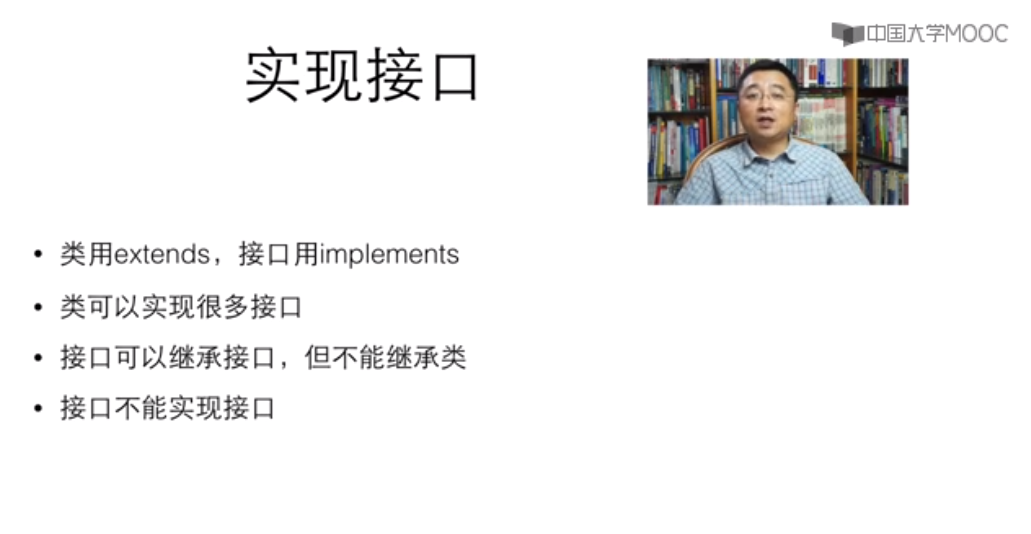 中国大学MOOC
实现接口
• 类用extends，接口用implements
• 类可以实现很多接口
• 接口可以继承接口，但不能继承类
• 接口不能实现接口